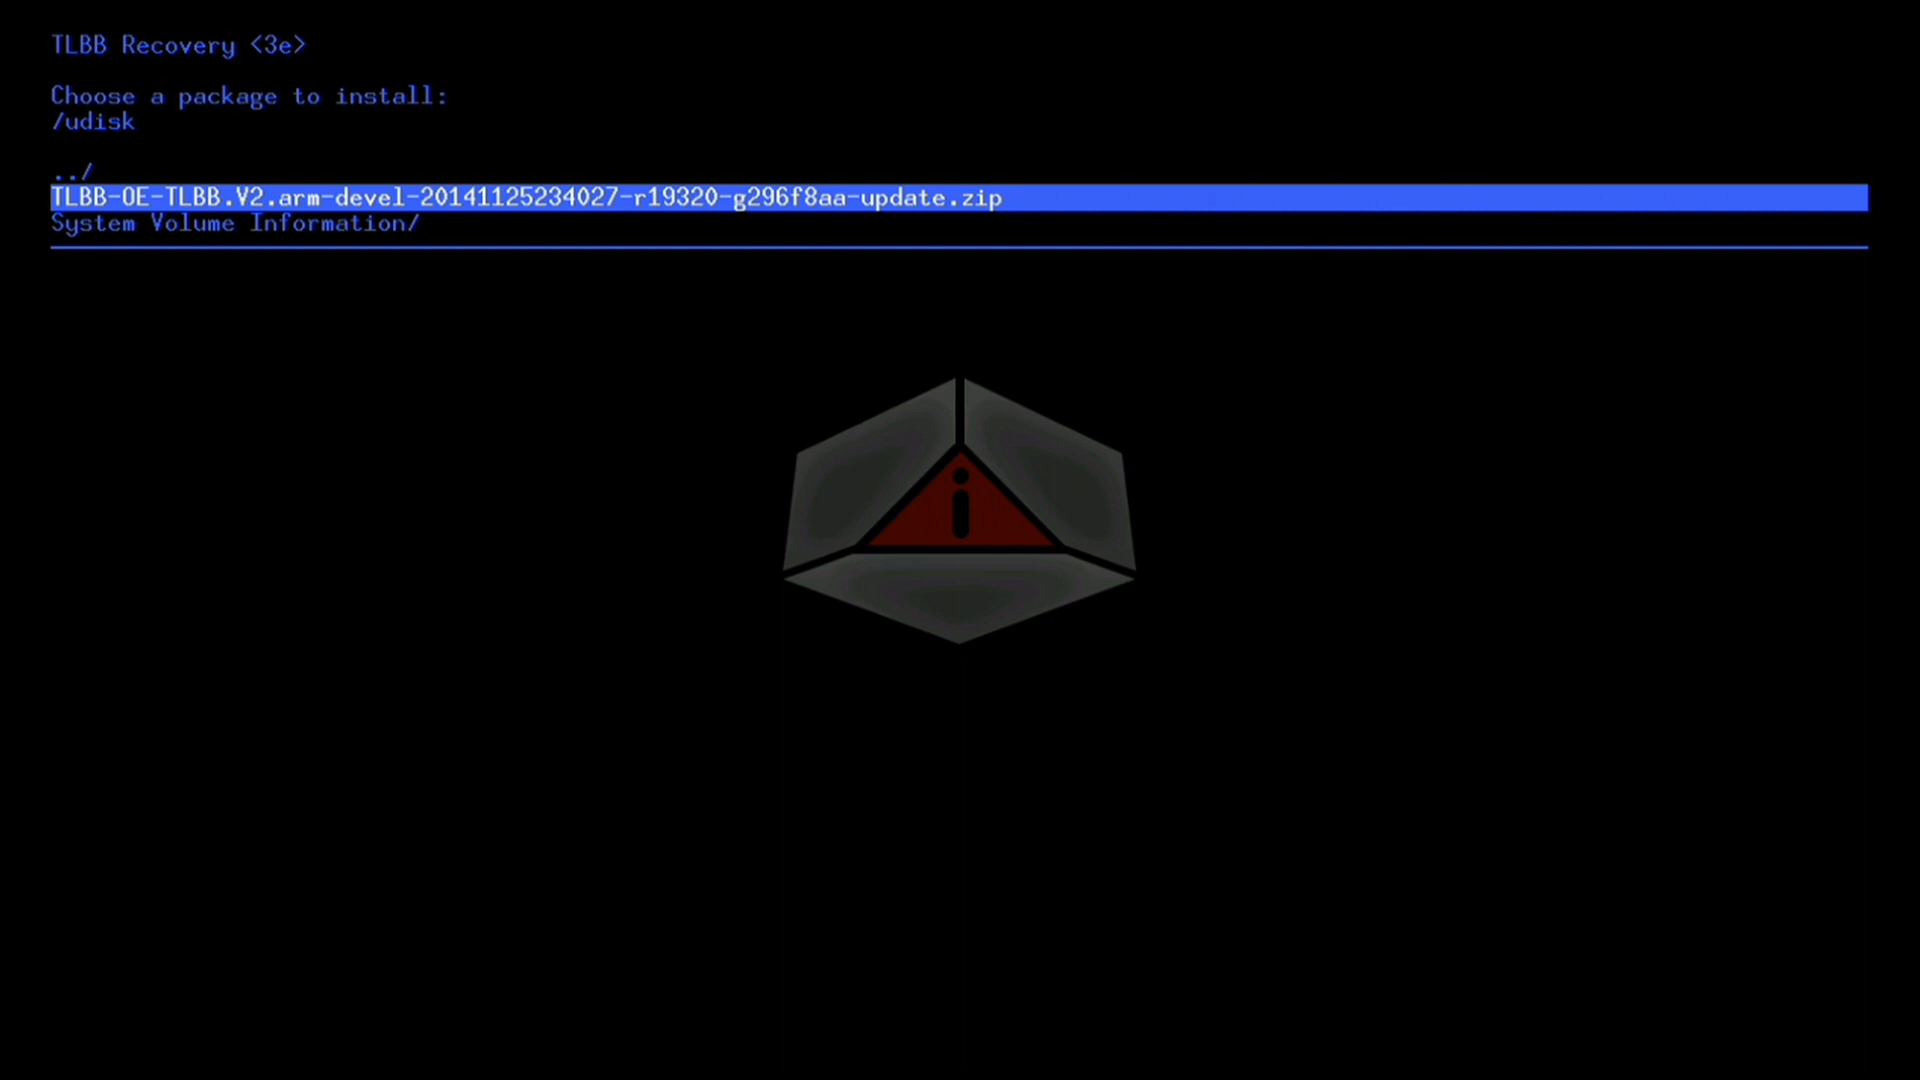 TLBB Recovery <3e>
Choose a package to install:
/udisk
../
TLBB-OE-TLBB.V2.arm-devel-20141125234027-r19320-g296f8aa-update.zip
System Volume Information/